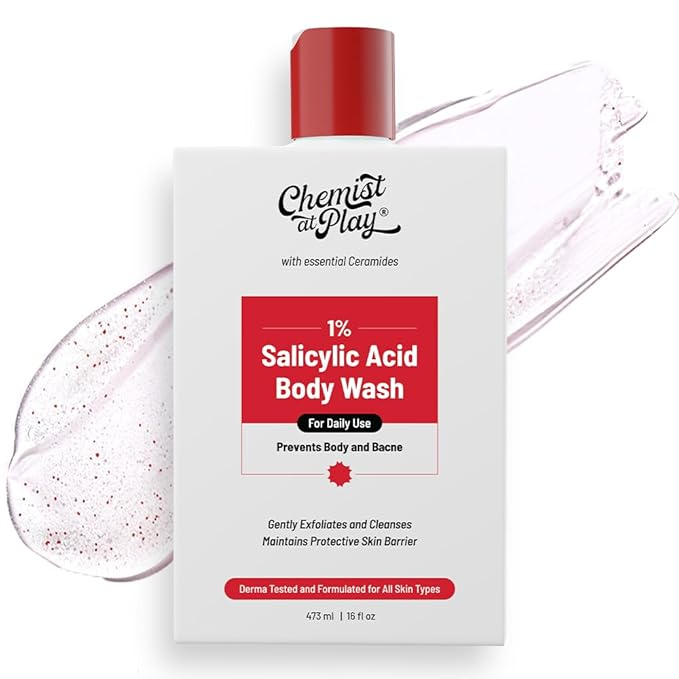 Chemist
at Play®
with essential Ceramides
1%
Salicylic Acid
Body Wash
For Daily Use
Prevents Body and Bacne
Gently Exfoliates and Cleanses
Maintains Protective Skin Barrier
Derma Tested and Formulated for All Skin Types
473 ml | 16 fl oz